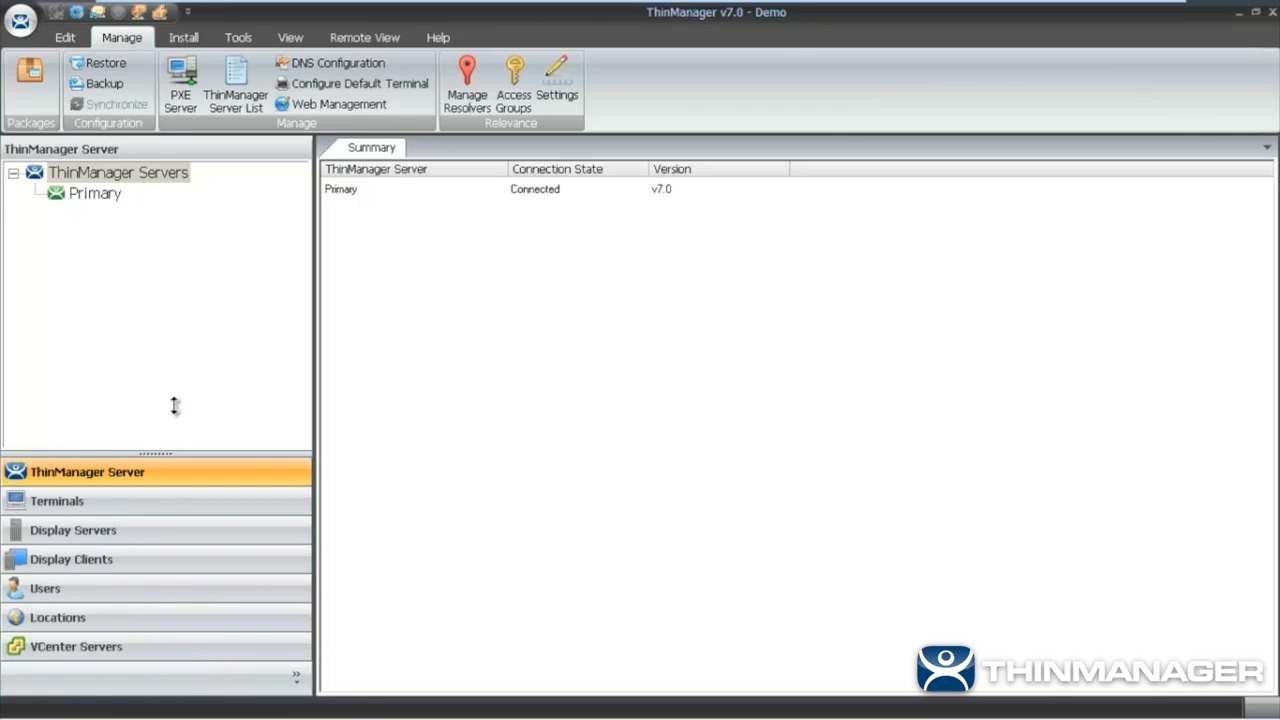 ThinManager v7.0 - Demo
Edit
Manage
Install
Tools
View
Remote View
Help
Restore
Backup
Synchronize
PXE
Server
ThinManager
Server List
DNS Configuration
Configure Default Terminal
Web Management
Manage
Resolvers
Access
Groups
Settings
Packages
Configuration
Manage
Relevance
ThinManager Server
Summary
ThinManager Servers
Primary
ThinManager Server
Connection State
Version
Primary
Connected
v7.0
ThinManager Server
Terminals
Display Servers
Display Clients
Users
Locations
VCenter Servers
THINMANAGER